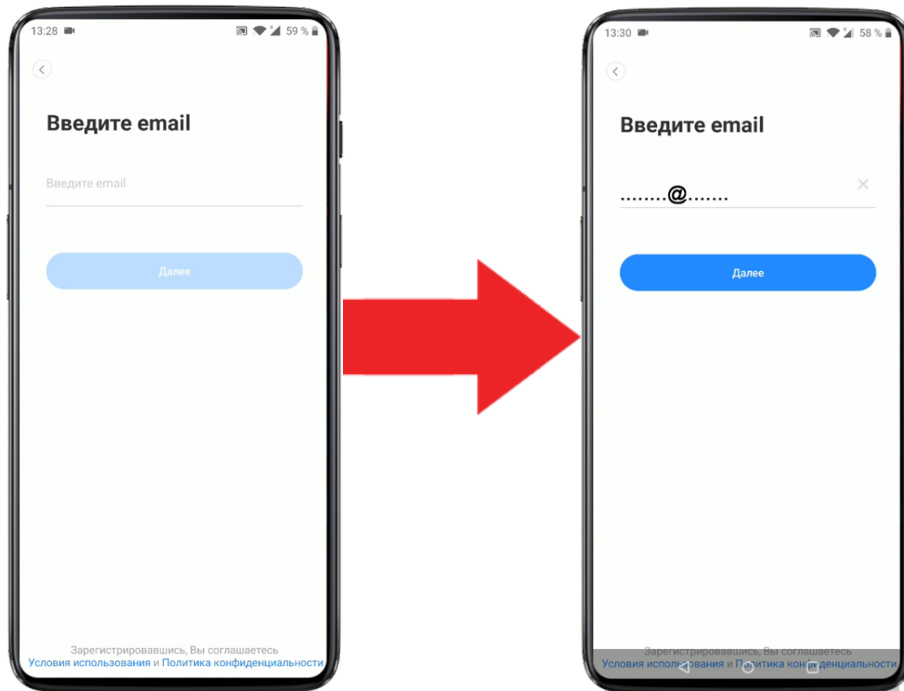 13:28
59 %
Введите email
Введите email
Далее
Зарегистрировавшись, Вы соглашаетесь
Условия использования и Политика конфиденциальности
13:30
58 %
Введите email
........@.......
Далее
Зарегистрировавшись, Вы соглашаетесь
Условия использования и Политика конфиденциальности